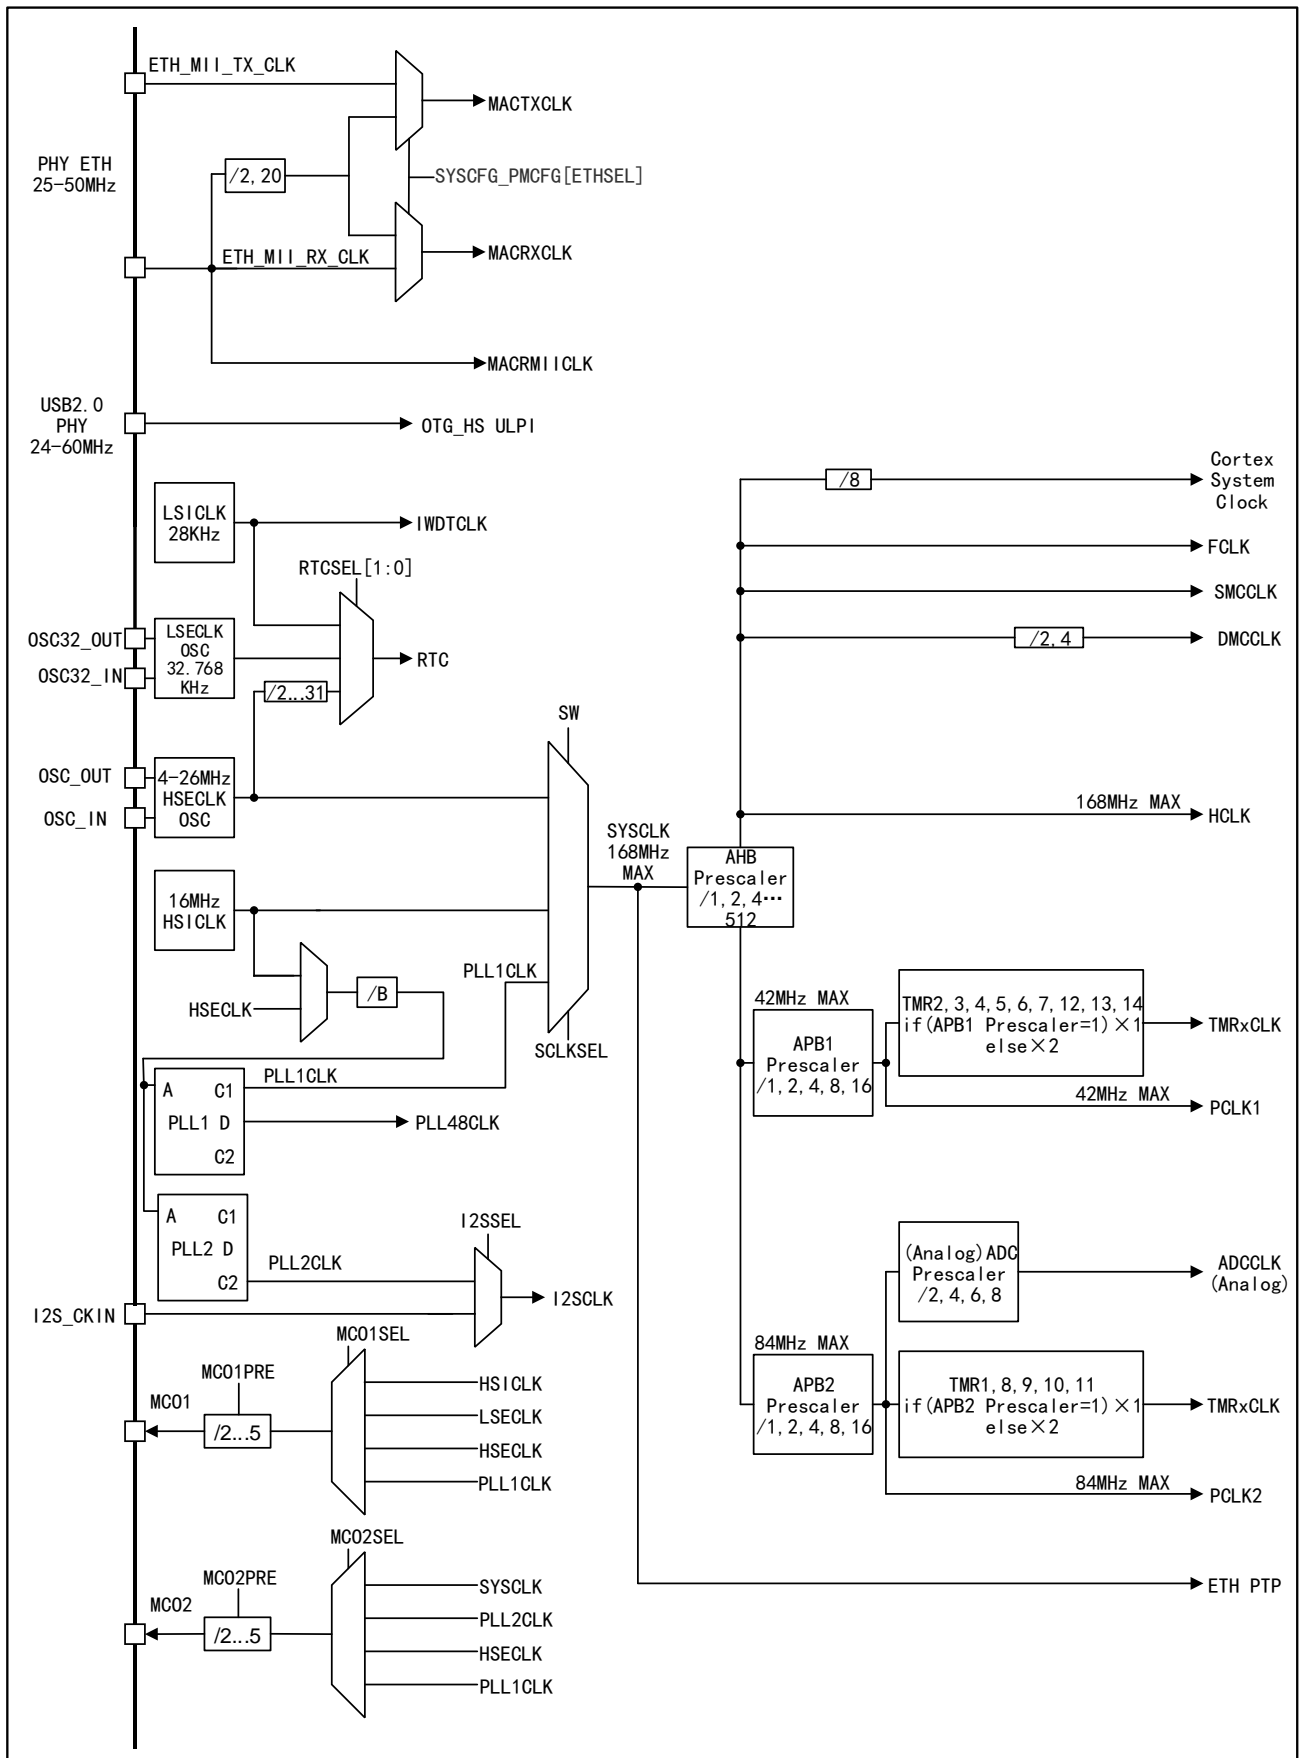 ETH_MII_TX_CLK
MACTXCLK
PHY ETH
25-50MHz
/2, 20
SYSCFG_PMCFG[ETHSEL]
ETH_MII_RX_CLK
MACRXCLK
MACRMIICLK
USB2.0
PHY
24-60MHz
OTG_HS ULPI
Cortex
System
Clock
/8
LSICLK
28KHz
IWDTCLK
FCLK
RTCSEL[1:0]
SMCCLK
OSC32_OUT
OSC32_IN
LSECLK
OSC
32.768
KHz
RTC
/2, 4
DMCCLK
/2...31
SW
OSC_OUT
OSC_IN
4-26MHz
HSECLK
OSC
168MHz MAX
HCLK
SYSCLK
168MHz
MAX
AHB
Prescaler
/1, 2, 4…
512
16MHz
HSICLK
PLL1CLK
/B
HSECLK
SCLKSEL
42MHz MAX
APB1
Prescaler
/1, 2, 4, 8, 16
TMR2, 3, 4, 5, 6, 7, 12, 13, 14
if(APB1 Prescaler=1)×1
else×2
TMRxCLK
42MHz MAX
PCLK1
PLL1CLK
A C1
PLL1 D
C2
PLL48CLK
A C1
PLL2 D
C2
PLL2CLK
I2SSEL
I2SCLK
I2S_CKIN
(Analog)ADC
Prescaler
/2, 4, 6, 8
ADCCLK
(Analog)
84MHz MAX
APB2
Prescaler
/1, 2, 4, 8, 16
TMR1, 8, 9, 10, 11
if(APB2 Prescaler=1)×1
else×2
TMRxCLK
84MHz MAX
PCLK2
MCO1SEL
MCO1PRE
MCO1
/2...5
HSICLK
LSECLK
HSECLK
PLL1CLK
MCO2SEL
MCO2PRE
MCO2
/2...5
SYSCLK
PLL2CLK
HSECLK
PLL1CLK
ETH PTP